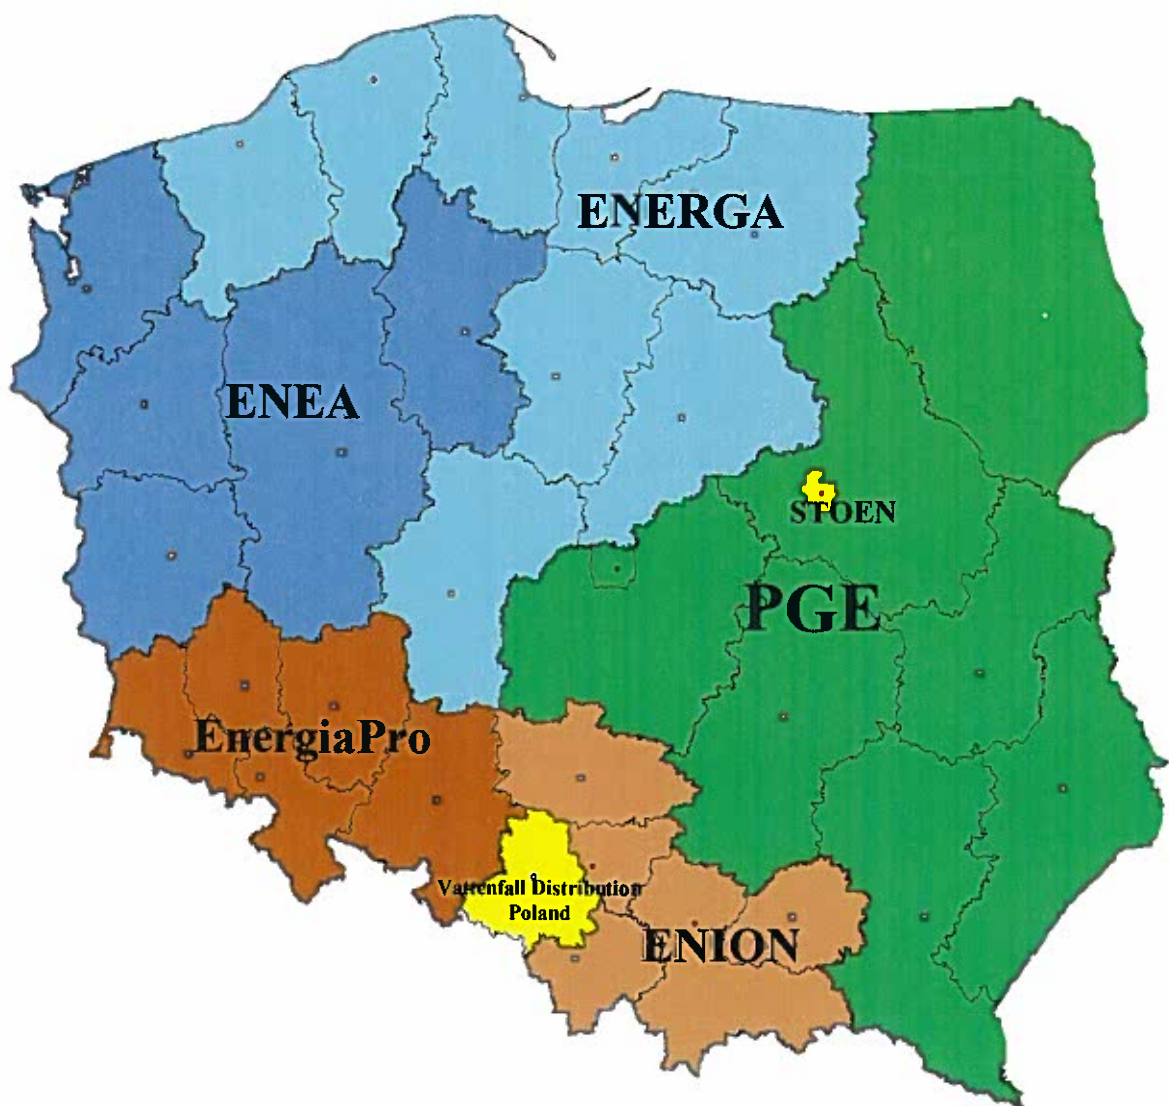 ENERGA
ENEA
STOEN
PGE
EnergiaPro
Vattenfall Distribution
Poland
ENION